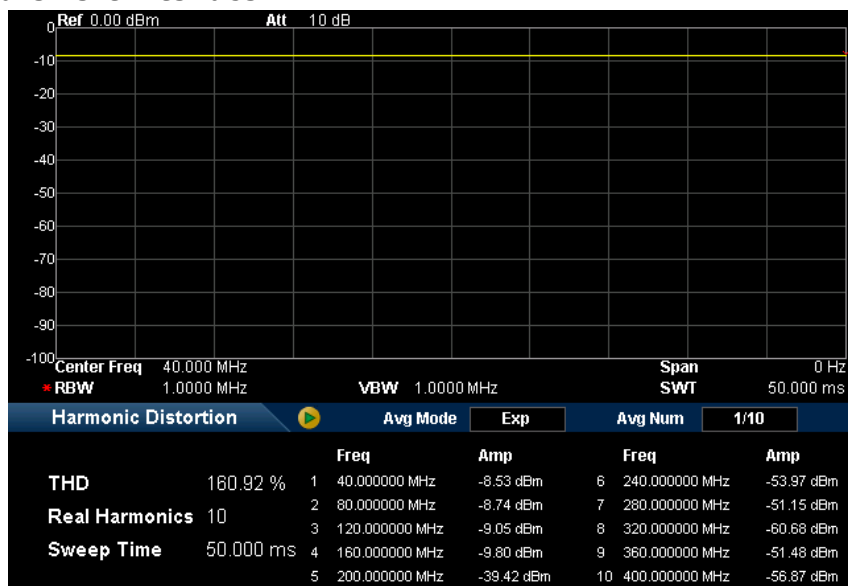 Ref 0.00 dBm Att 10 dB
0
-10
-20
-30
-40
-50
-60
-70
-80
-90
-100
Center Freq 40.000 MHz Span 0 Hz
* RBW 1.0000 MHz VBW 1.0000 MHz SWT 50.000 ms
Harmonic Distortion Avg Mode Exp Avg Num 1/10
Freq Amp Freq Amp
THD 160.92 % 1 40.000000 MHz -8.53 dBm 6 240.000000 MHz -53.97 dBm
2 80.000000 MHz -8.74 dBm 7 280.000000 MHz -51.15 dBm
Real Harmonics 10
3 120.000000 MHz -9.05 dBm 8 320.000000 MHz -60.68 dBm
Sweep Time 50.000 ms 4 160.000000 MHz -9.80 dBm 9 360.000000 MHz -51.48 dBm
5 200.000000 MHz -39.42 dBm 10 400.000000 MHz -56.87 dBm